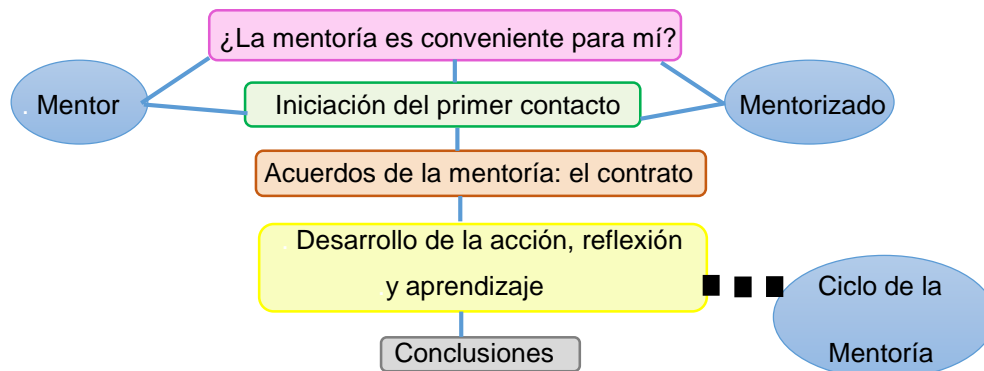 ¿La mentoría es conveniente para mí?
. Mentor
Iniciación del primer contacto
Mentorizado
Acuerdos de la mentoría: el contrato
. Desarrollo de la acción, reflexión
y aprendizaje
Ciclo de la
Mentoría
Conclusiones